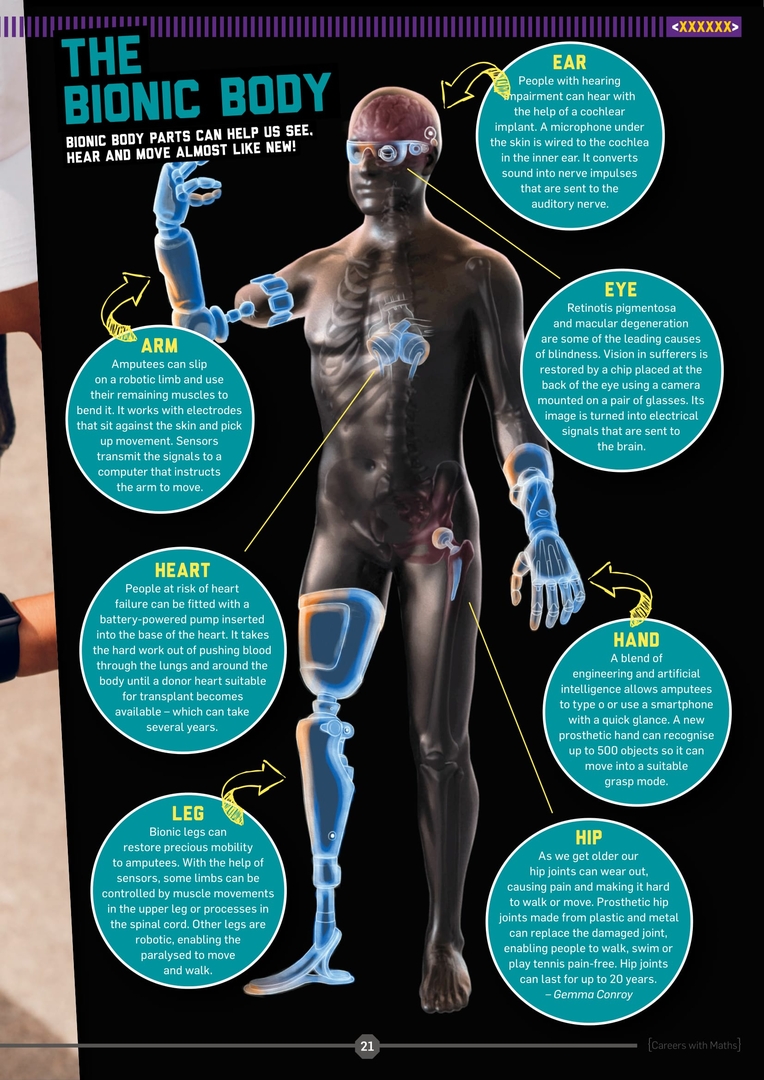 <XXXXXX>
THE
BIONIC BODY
BIONIC BODY PARTS CAN HELP US SEE,
HEAR AND MOVE ALMOST LIKE NEW!
EAR
People with hearing
impairment can hear with
the help of a cochlear
implant. A microphone under
the skin is wired to the cochlea
in the inner ear. It converts
sound into nerve impulses
that are sent to the
auditory nerve.
EYE
Retinotis pigmentosa
and macular degeneration
are some of the leading causes
of blindness. Vision in sufferers is
restored by a chip placed at the
back of the eye using a camera
mounted on a pair of glasses. Its
image is turned into electrical
signals that are sent to
the brain.
ARM
Amputees can slip
on a robotic limb and use
their remaining muscles to
bend it. It works with electrodes
that sit against the skin and pick
up movement. Sensors
transmit the signals to a
computer that instructs
the arm to move.
HEART
People at risk of heart
failure can be fitted with a
battery-powered pump inserted
into the base of the heart. It takes
the hard work out of pushing blood
through the lungs and around the
body until a donor heart suitable
for transplant becomes
available – which can take
several years.
HAND
A blend of
engineering and artificial
intelligence allows amputees
to type o or use a smartphone
with a quick glance. A new
prosthetic hand can recognise
up to 500 objects so it can
move into a suitable
grasp mode.
LEG
Bionic legs can
restore precious mobility
to amputees. With the help of
sensors, some limbs can be
controlled by muscle movements
in the upper leg or processes in
the spinal cord. Other legs are
robotic, enabling the
paralysed to move
and walk.
HIP
As we get older our
hip joints can wear out,
causing pain and making it hard
to walk or move. Prosthetic hip
joints made from plastic and metal
can replace the damaged joint,
enabling people to walk, swim or
play tennis pain-free. Hip joints
can last for up to 20 years.
– Gemma Conroy
21
[Careers with Maths]